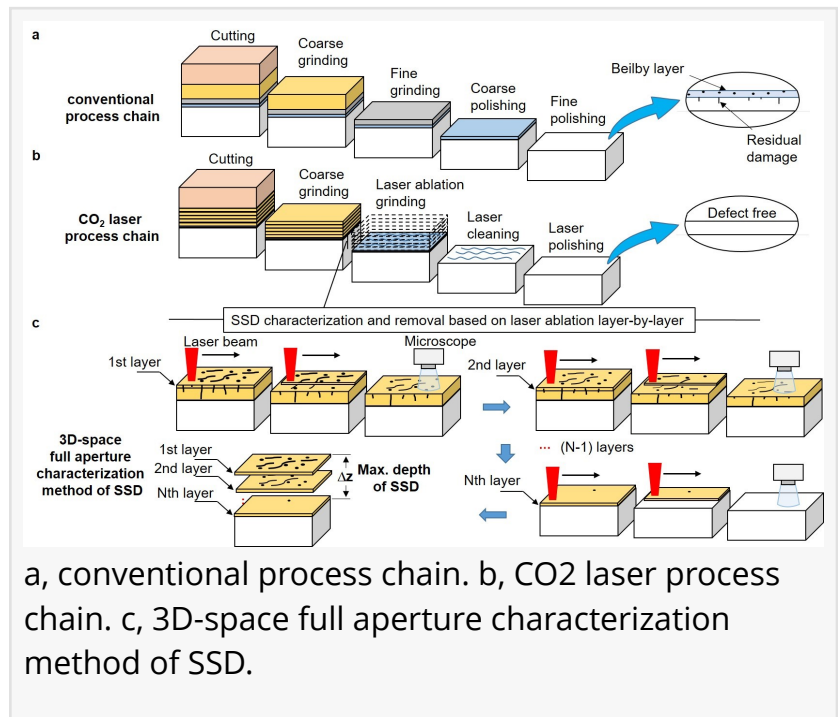 a
Cutting
Coarse
grinding
Fine
grinding
Coarse
polishing
Fine
polishing
conventional
process chain
Beilby layer
Residual
damage
b
Cutting
Coarse
grinding
Laser ablation
grinding
Laser
cleaning
Laser
polishing
CO₂ laser
process chain
Defect free
SSD characterization and removal based on laser ablation layer-by-layer
c
Laser beam
Microscope
1st layer
2nd layer
3D-space
full aperture
characterization
method of SSD
1st layer
2nd layer
Nth layer
Δz
Max. depth
of SSD
··· (N-1) layers
Nth layer
a, conventional process chain. b, CO2 laser process
chain. c, 3D-space full aperture characterization
method of SSD.